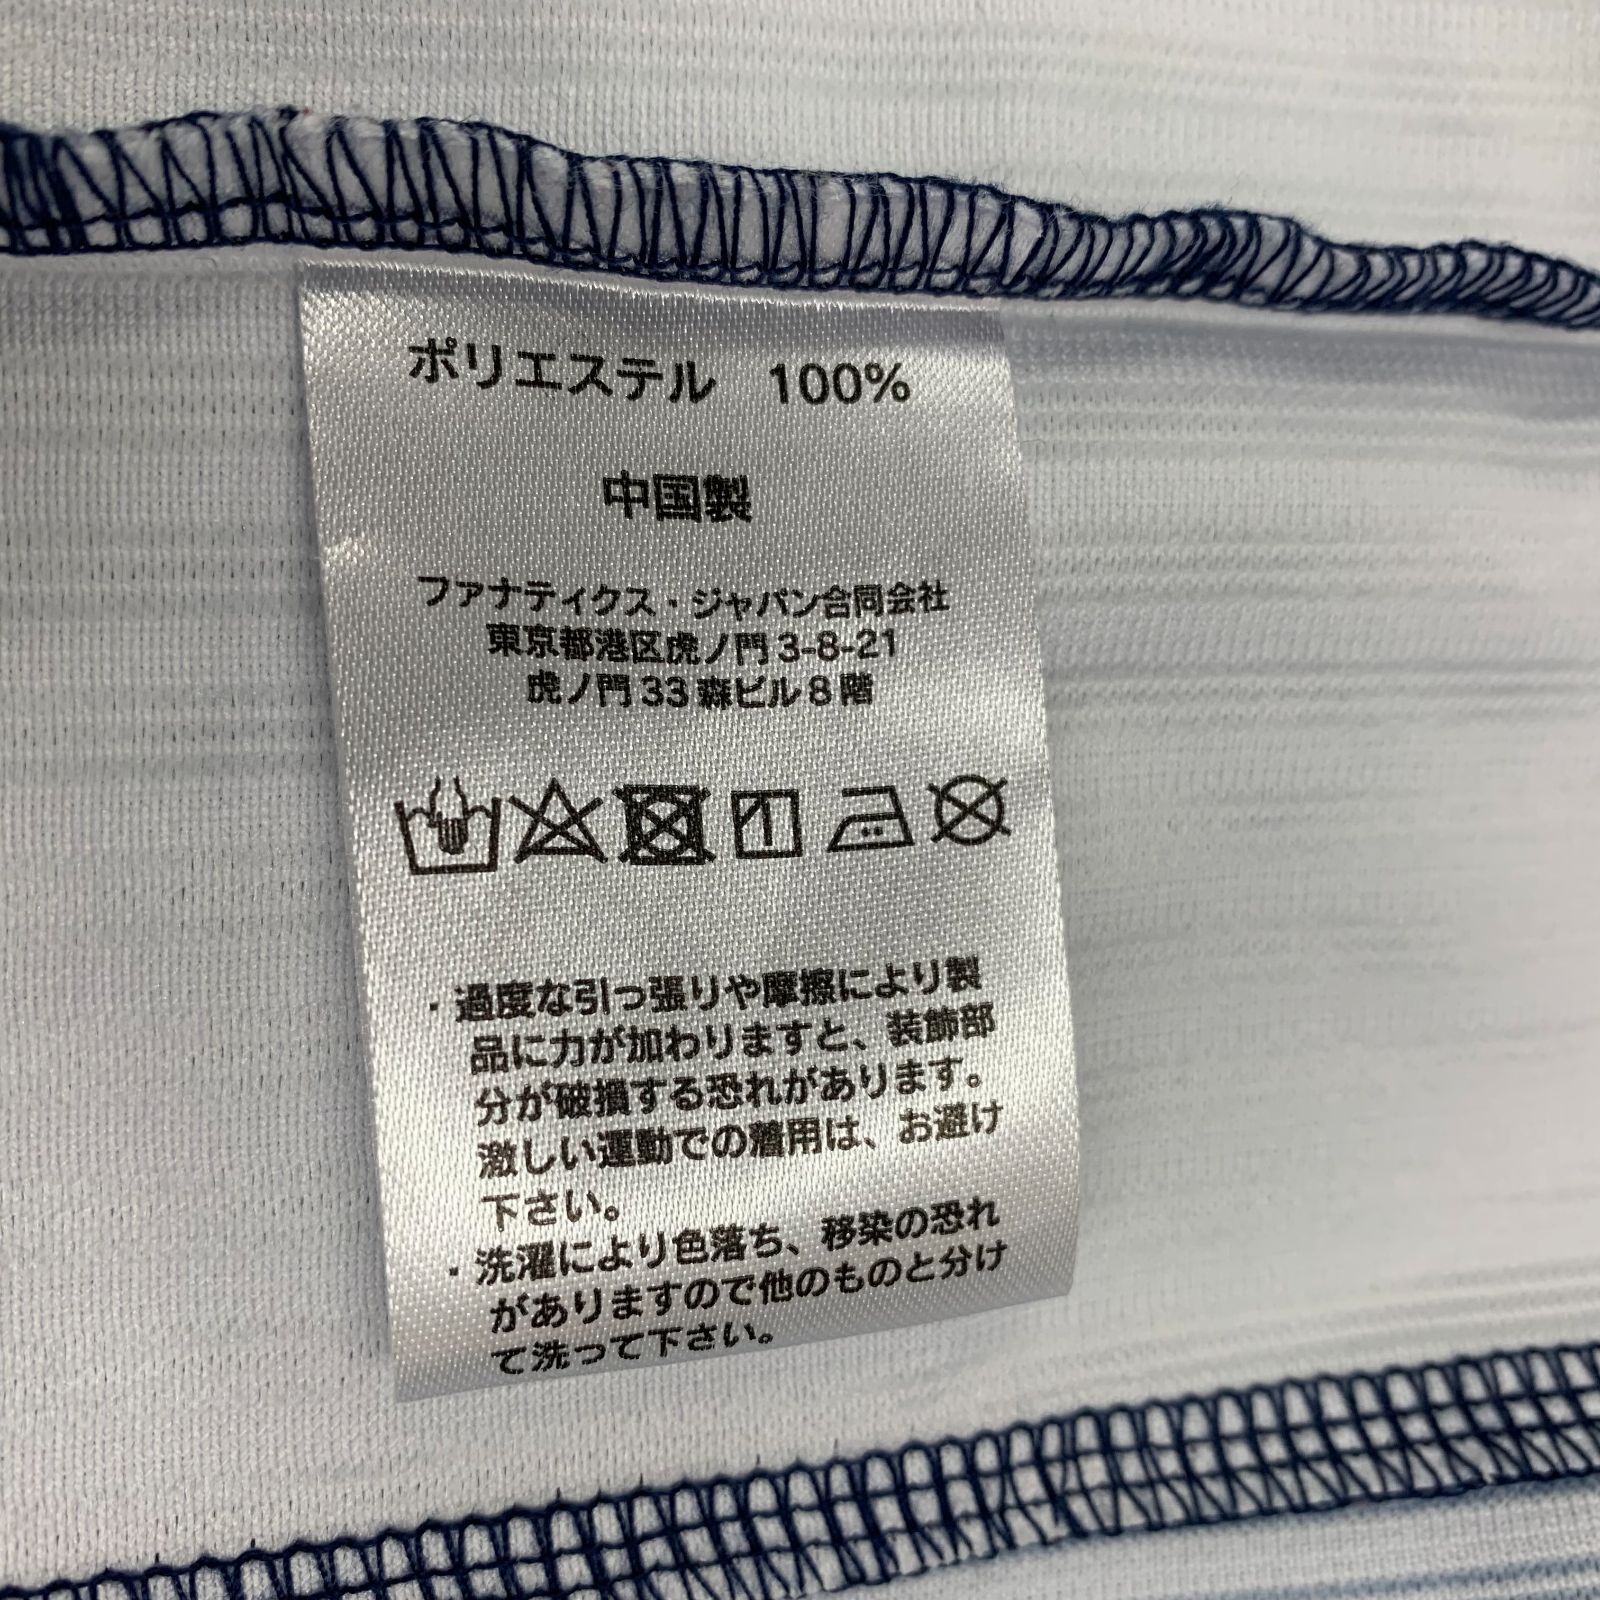 ポリエステル 100%
中国製
ファナティクス・ジャパン合同会社
東京都港区虎ノ門3-8-21
虎ノ門33森ビル8階
・過度な引っ張りや摩擦により製
品に力が加わりますと、装飾部
分が破損する恐れがあります。
激しい運動での着用は、お避け
下さい。
・洗濯により色落ち、移染の恐れ
がありますので他のものと分け
て洗って下さい。